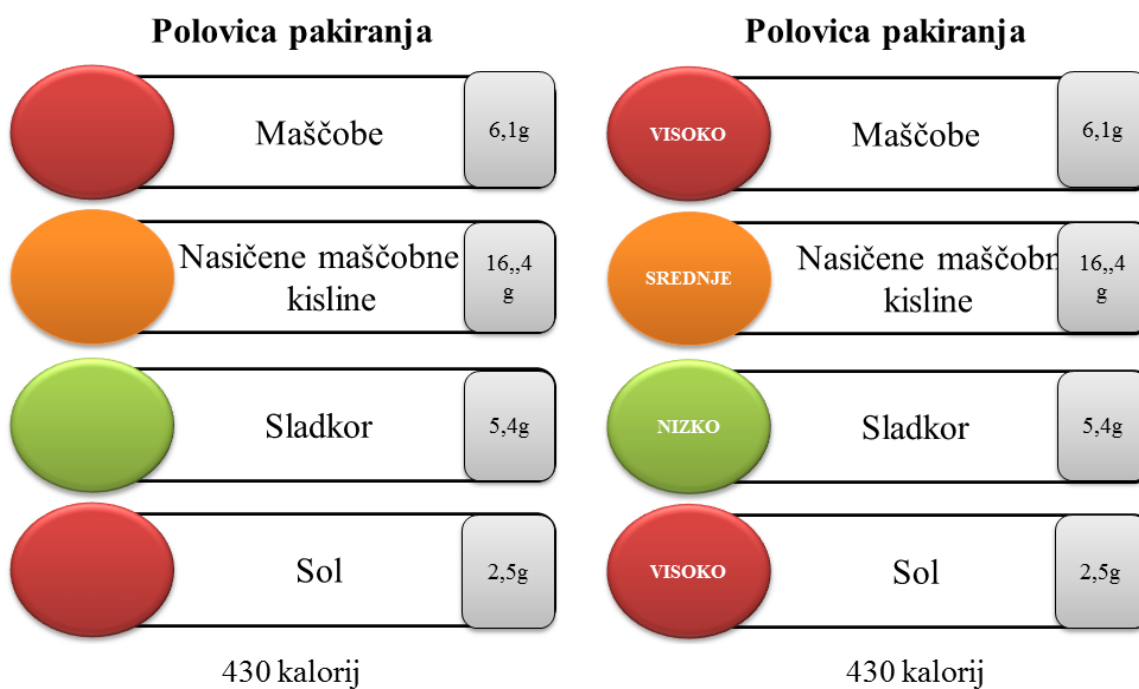 Polovica pakiranja
Maščobe
6,1g
Nasičene maščobne
kisline
16,,4
g
Sladkor
5,4g
Sol
2,5g
430 kalorij
Polovica pakiranja
VISOKO
Maščobe
6,1g
SREDNJE
Nasičene maščobn
kisline
16,,4
g
NIZKO
Sladkor
5,4g
VISOKO
Sol
2,5g
430 kalorij